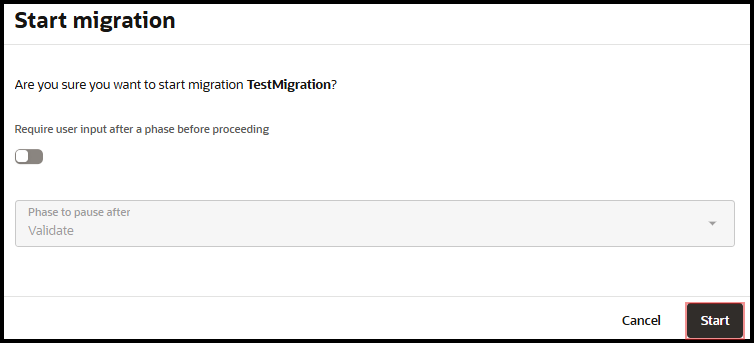 Start migration
Are you sure you want to start migration TestMigration?
Require user input after a phase before proceeding
Phase to pause after
Validate
Cancel Start